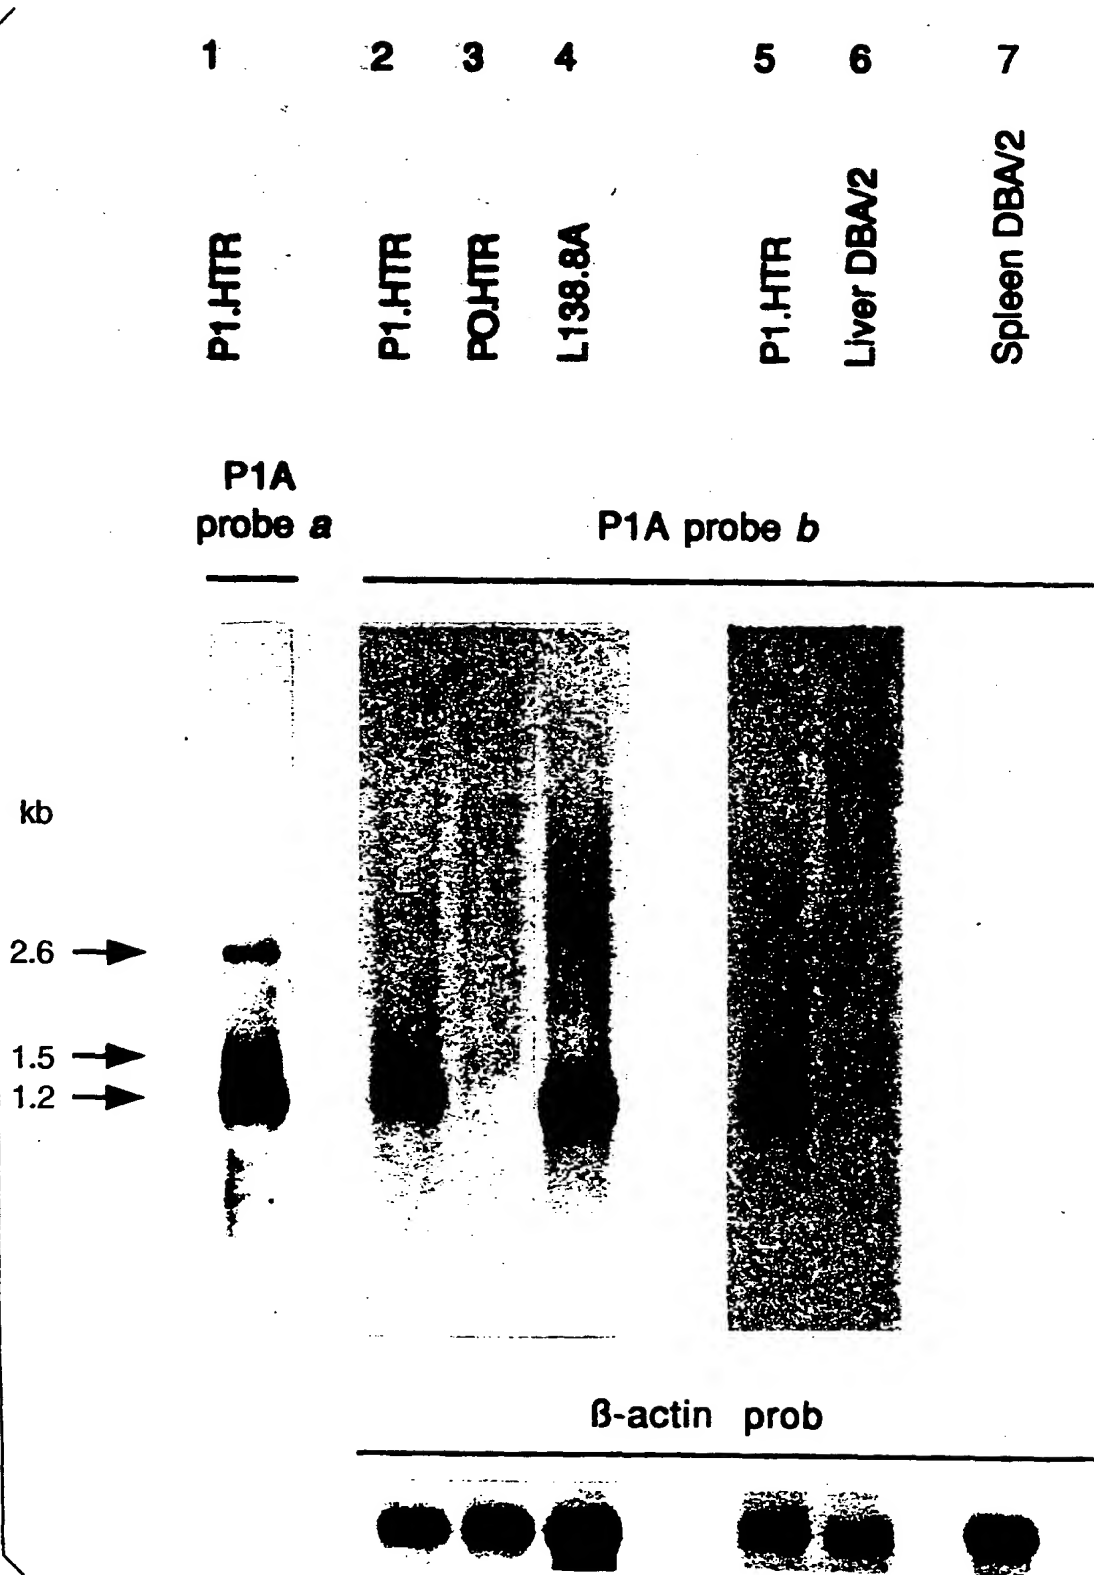 1 2 3 4 5 6 7
P1.HTR
P1.HTR
PO.HTR
L138.8A
P1.HTR
Liver DBA/2
Spleen DBA/2
P1A
probe a
P1A probe b
kb
2.6
1.5
1.2
ß-actin prob